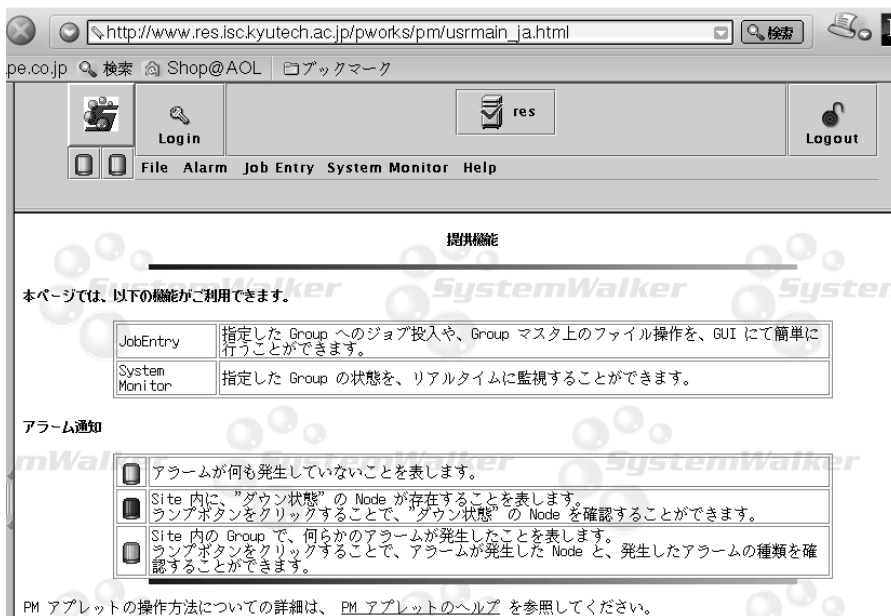 http://www.res.isc.kyutech.ac.jp/pworks/pm/usrmain_ja.html
検索
pe.co.jp 検索 Shop@AOL ブックマーク
Login
res
Logout
File Alarm Job Entry System Monitor Help
提供機能
SystemWalker SystemWalker System
本ページでは、以下の機能がご利用できます。
JobEntry
指定した Group へのジョブ投入や、Group マスタ上のファイル操作を、GUI にて簡単に
行うことができます。
System
Monitor
指定した Group の状態を、リアルタイムに監視することができます。
アラーム通知
mWalker SystemWalker SystemWalker
アラームが何も発生していないことを表します。
Site 内に、"ダウン状態" の Node が存在することを表します。
ランプボタンをクリックすることで、"ダウン状態" の Node を確認することができます。
Site 内の Group で、何らかのアラームが発生したことを表します。
ランプボタンをクリックすることで、アラームが発生した Node と、発生したアラームの種類を確
認することができます。
PM アプレットの操作方法についての詳細は、 PM アプレットのヘルプ を参照してください。